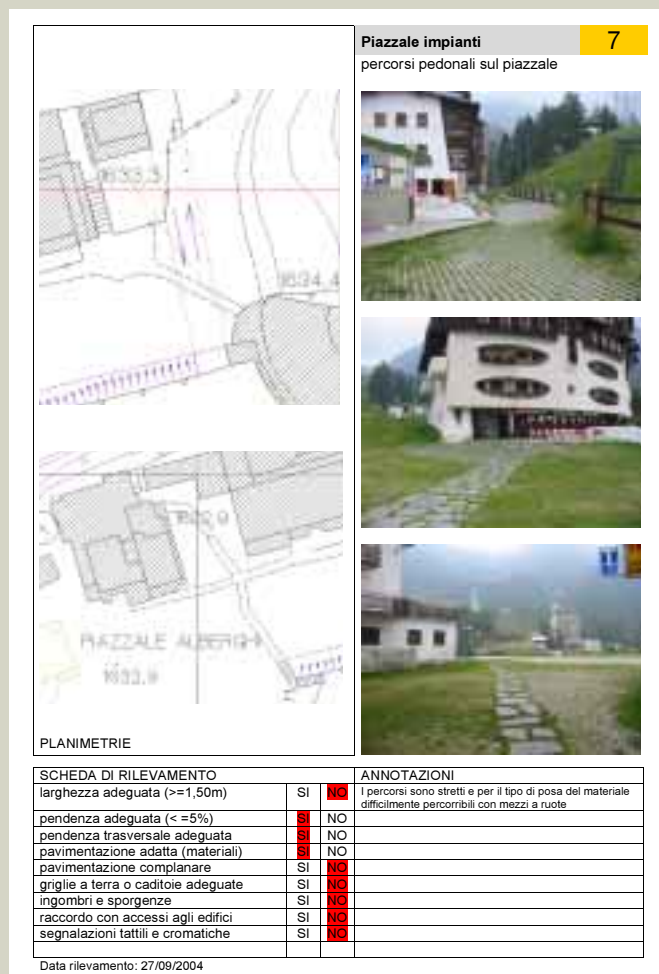 Piazzale impianti 7
percorsi pedonali sul piazzale
1633,3
1634,4
1632,9
PIAZZALE ALBERGHI
1632,9
PLANIMETRIE
SCHEDA DI RILEVAMENTO ANNOTAZIONI
larghezza adeguata (>=1,50m) SI NO I percorsi sono stretti e per il tipo di posa del materiale
difficilmente percorribili con mezzi a ruote
pendenza adeguata (< =5%) SI NO
pendenza trasversale adeguata SI NO
pavimentazione adatta (materiali) SI NO
pavimentazione complanare SI NO
griglie a terra o caditoie adeguate SI NO
ingombri e sporgenze SI NO
raccordo con accessi agli edifici SI NO
segnalazioni tattili e cromatiche SI NO
Data rilevamento: 27/09/2004